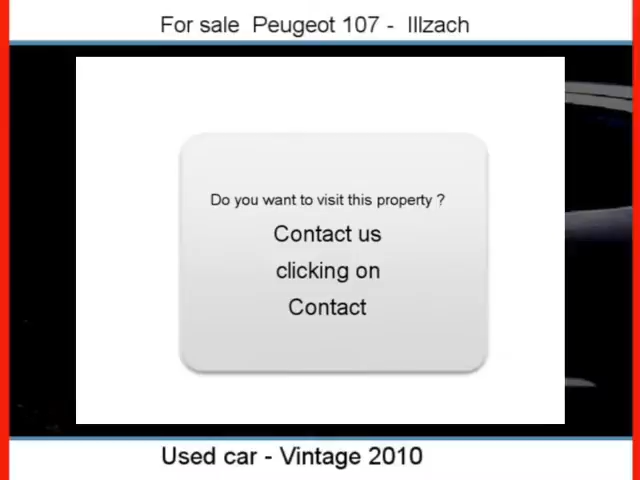 For sale Peugeot 107 - Illzach
Do you want to visit this property ?
Contact us
clicking on
Contact
Used car - Vintage 2010